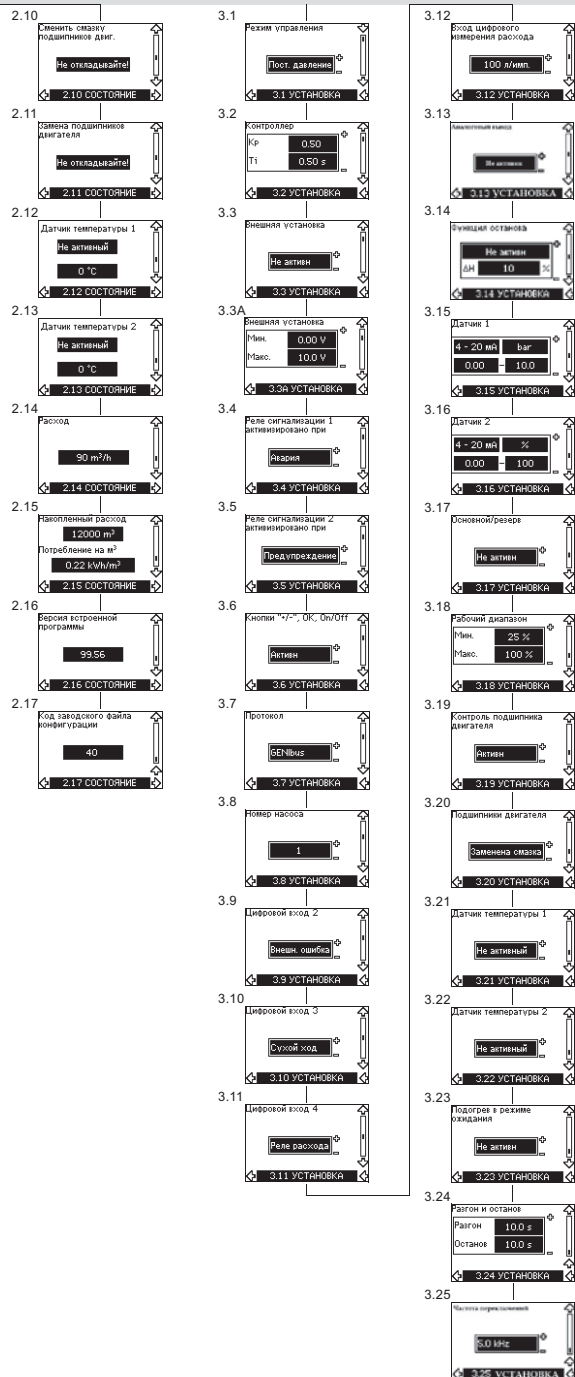 2.10
Сменить смазку
подшипников двиг.
Не откладывайте!
2.10 СОСТОЯНИЕ
2.11
Замена подшипников
двигателя
Не откладывайте!
2.11 СОСТОЯНИЕ
2.12
Датчик температуры 1
Не активный
0 °C
2.12 СОСТОЯНИЕ
2.13
Датчик температуры 2
Не активный
0 °C
2.13 СОСТОЯНИЕ
2.14
Расход
90 m³/h
2.14 СОСТОЯНИЕ
2.15
Накопленный расход
12000 m³
Потребление на м³
0.22 kWh/m³
2.15 СОСТОЯНИЕ
2.16
Версия встроенной
программы
99.56
2.16 СОСТОЯНИЕ
2.17
Код заводского файла
конфигурации
40
2.17 СОСТОЯНИЕ
3.1
Режим управления
Пост. давление
3.1 УСТАНОВКА
3.2
Контроллер
Kp 0.50
Ti 0.50 s
3.2 УСТАНОВКА
3.3
Внешняя установка
Не активн
3.3 УСТАНОВКА
3.3A
Внешняя установка
Мин. 0.00 V
Макс. 10.0 V
3.3A УСТАНОВКА
3.4
Реле сигнализации 1
активизировано при
Авария
3.4 УСТАНОВКА
3.5
Реле сигнализации 2
активизировано при
Предупреждение
3.5 УСТАНОВКА
3.6
Кнопки "+/-", OK, On/Off
Активн
3.6 УСТАНОВКА
3.7
Протокол
GENIbus
3.7 УСТАНОВКА
3.8
Номер насоса
1
3.8 УСТАНОВКА
3.9
Цифровой вход 2
Внешн. ошибка
3.9 УСТАНОВКА
3.10
Цифровой вход 3
Сухой ход
3.10 УСТАНОВКА
3.11
Цифровой вход 4
Реле расхода
3.11 УСТАНОВКА
3.12
Вход цифрового
измерения расхода
100 л/имп.
3.12 УСТАНОВКА
3.13
Аналоговый выход
Не активен
3.13 УСТАНОВКА
3.14
Функция останова
Не активн
ΔH 10 %
3.14 УСТАНОВКА
3.15
Датчик 1
4 - 20 мА bar
0.00 - 10.0
3.15 УСТАНОВКА
3.16
Датчик 2
4 - 20 мА %
0.00 - 100
3.16 УСТАНОВКА
3.17
Основной/резерв
Не активн
3.17 УСТАНОВКА
3.18
Рабочий диапазон
Мин. 25 %
Макс. 100 %
3.18 УСТАНОВКА
3.19
Контроль подшипника
двигателя
Активн
3.19 УСТАНОВКА
3.20
Подшипники двигателя
Заменена смазка
3.20 УСТАНОВКА
3.21
Датчик температуры 1
Не активный
3.21 УСТАНОВКА
3.22
Датчик температуры 2
Не активный
3.22 УСТАНОВКА
3.23
Подогрев в режиме
ожидания
Не активн
3.23 УСТАНОВКА
3.24
Разгон и останов
Разгон 10.0 s
Останов 10.0 s
3.24 УСТАНОВКА
3.25
Частота переключений
5.0 kHz
3.25 УСТАНОВКА